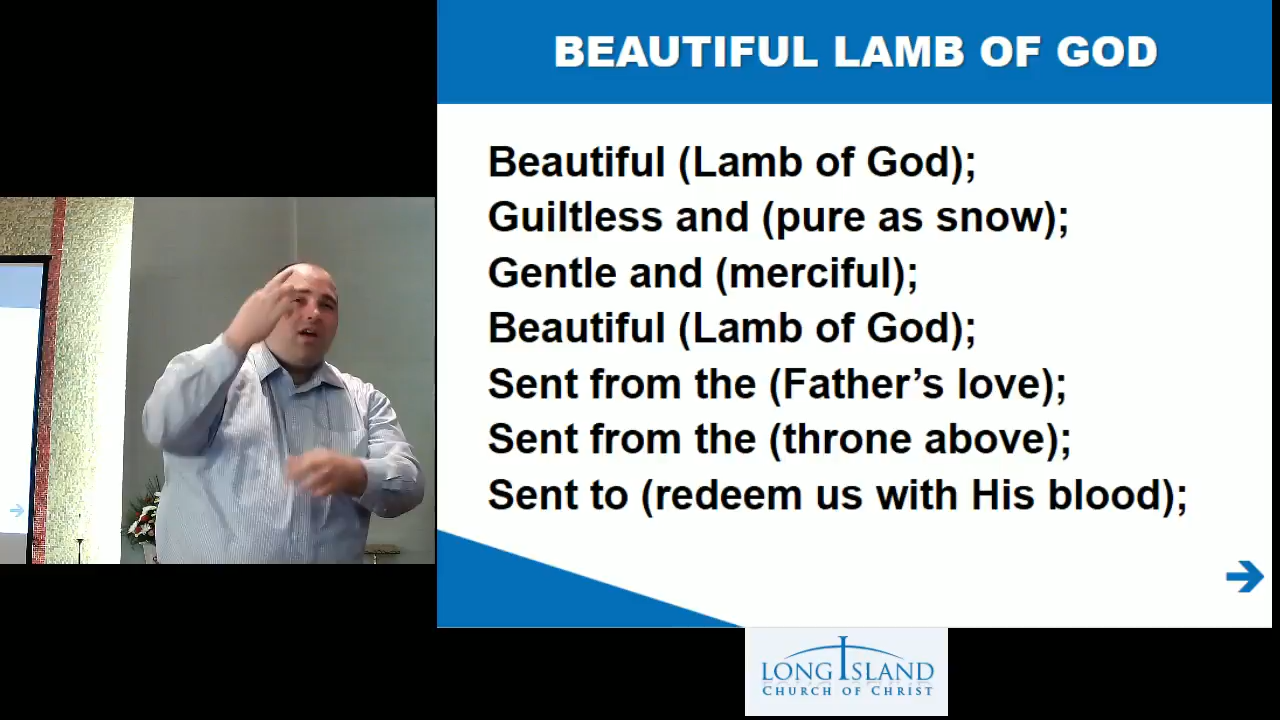 BEAUTIFUL LAMB OF GOD
Beautiful (Lamb of God);
Guiltless and (pure as snow);
Gentle and (merciful);
Beautiful (Lamb of God);
Sent from the (Father’s love);
Sent from the (throne above);
Sent to (redeem us with His blood);
LONG ISLAND
CHURCH OF CHRIST